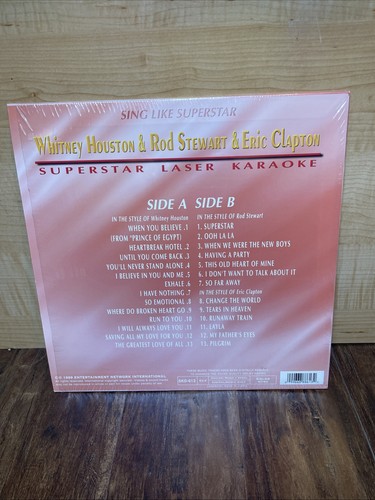 SING LIKE SUPERSTAR
WHITNEY HOUSTON & ROD STEWART & ERIC CLAPTON
SUPERSTAR LASER KARAOKE
SIDE A
IN THE STYLE OF Whitney Houston
WHEN YOU BELIEVE .1
(FROM "PRINCE OF EGYPT)
HEARTBREAK HOTEL .2
UNTIL YOU COME BACK .3
YOU'LL NEVER STAND ALONE .4
I BELIEVE IN YOU AND ME .5
EXHALE .6
I HAVE NOTHING .7
SO EMOTIONAL .8
WHERE DO BROKEN HEART GO .9
RUN TO YOU .10
I WILL ALWAYS LOVE YOU .11
SAVING ALL MY LOVE FOR YOU .12
THE GREATEST LOVE OF ALL .13
SIDE B
IN THE STYLE OF Rod Stewart
1. SUPERSTAR
2. OOH LA LA
3. WHEN WE WERE THE NEW BOYS
4. HAVING A PARTY
5. THIS OLD HEART OF MINE
6. I DON'T WANT TO TALK ABOUT IT
7. SO FAR AWAY
IN THE STYLE OF Eric Clapton
8. CHANGE THE WORLD
9. TEARS IN HEAVEN
10. RUNAWAY TRAIN
11. LAYLA
12. MY FATHER'S EYES
13. PILGRIM
ENTERTAINMENT NETWORK INTERNATIONAL